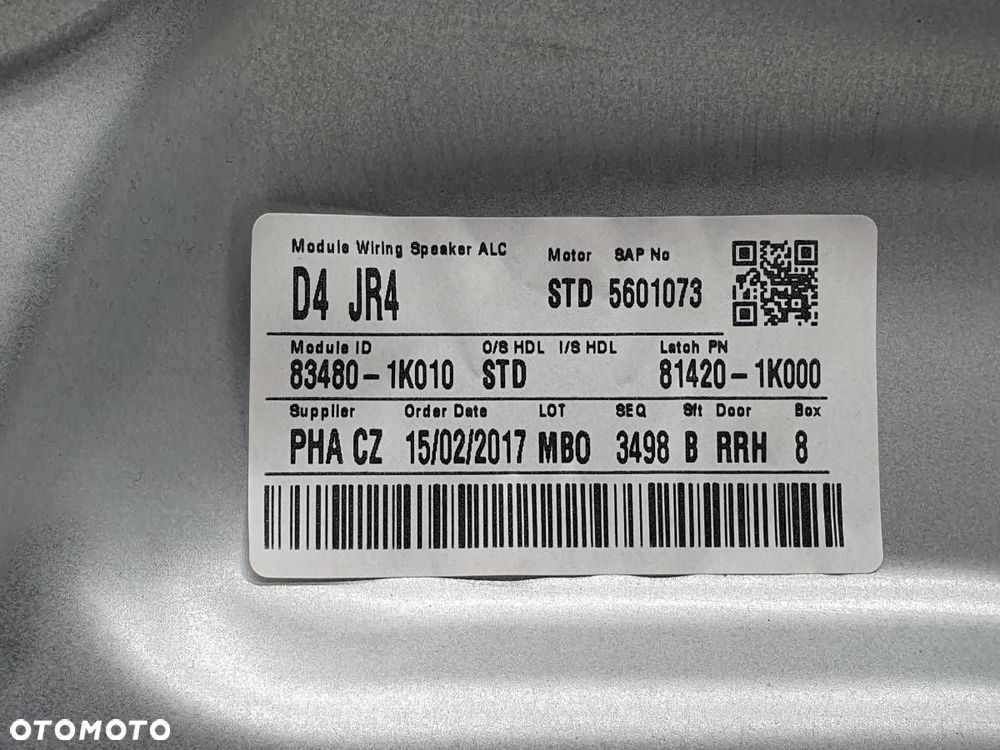 Module Wiring Speaker ALC Motor SAP No
D4 JR4 STD 5601073
Module ID O/S HDL I/S HDL Latch PN
83480-1K010 STD 81420-1K000
Supplier Order Date LOT SEQ Sft Door Box
PHA CZ 15/02/2017 MBO 3498 B RRH 8
OTOMOTO